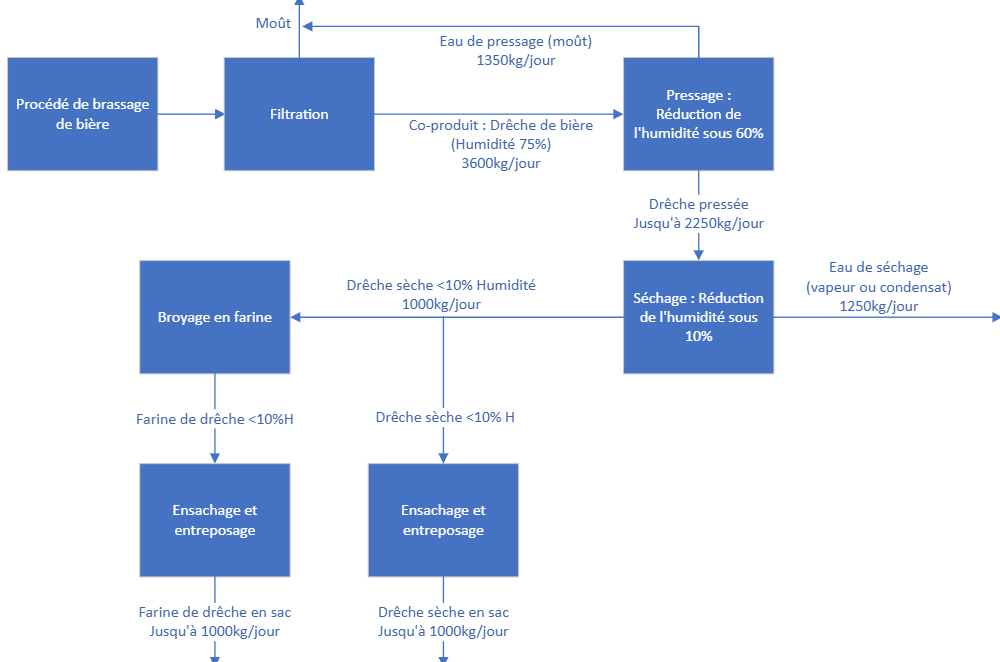 Moût
Eau de pressage (moût)
1350kg/jour
Procédé de brassage
de bière
Filtration
Co-produit : Drêche de bière
(Humidité 75%)
3600kg/jour
Pressage :
Réduction de
l'humidité sous 60%
Drêche pressée
Jusqu'à 2250kg/jour
Séchage : Réduction
de l'humidité sous
10%
Eau de séchage
(vapeur ou condensat)
1250kg/jour
Drêche sèche <10% Humidité
1000kg/jour
Broyage en farine
Farine de drêche <10%H
Drêche sèche <10% H
Ensachage et
entreposage
Ensachage et
entreposage
Farine de drêche en sac
Jusqu'à 1000kg/jour
Drêche sèche en sac
Jusqu'à 1000kg/jour